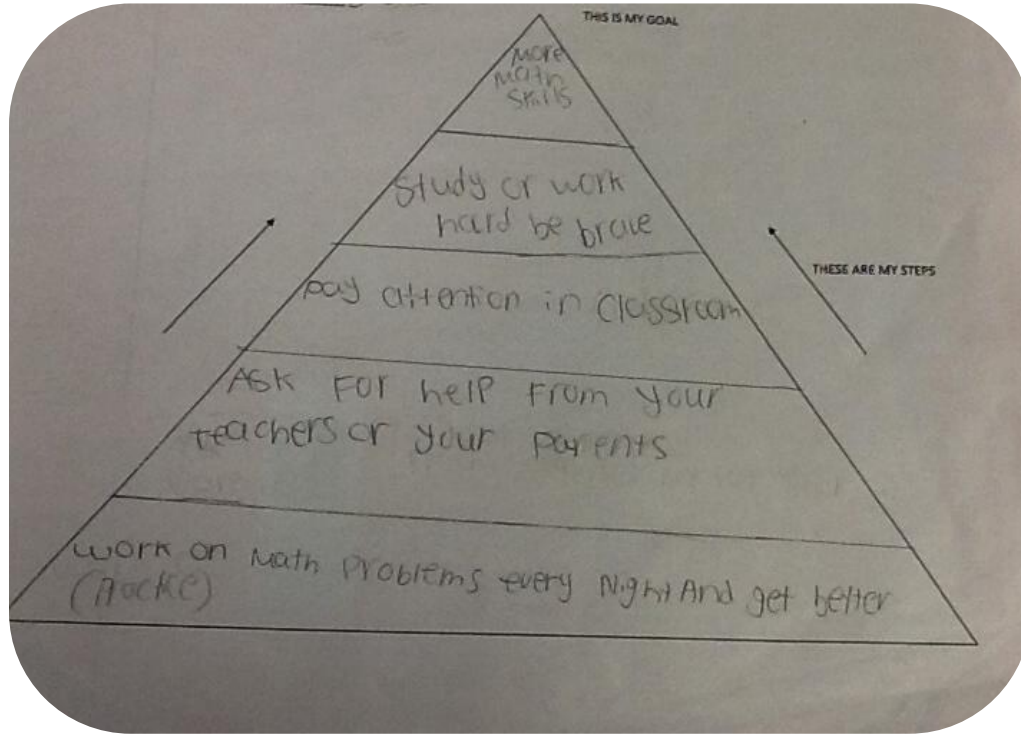 THIS IS MY GOAL
More
Math
Skills
Study or work
hard be brave
THESE ARE MY STEPS
pay attention in classroom
Ask For help From your
teachers or your parents
work on Math Problems every Night And get better